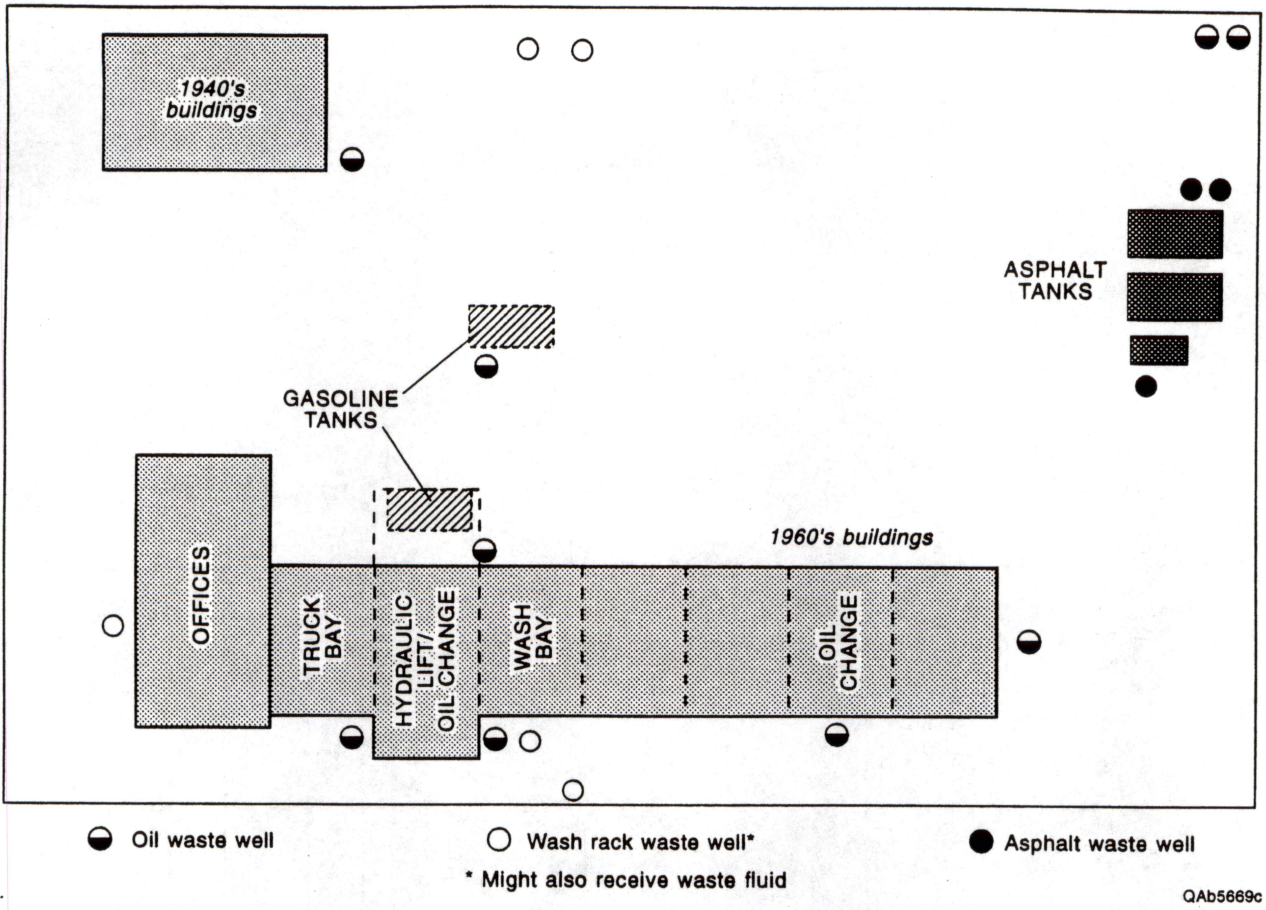 1940's
buildings
ASPHALT
TANKS
GASOLINE
TANKS
1960's buildings
OFFICES
TRUCK
BAY
HYDRAULIC
LIFT/
OIL CHANGE
WASH
BAY
OIL
CHANGE
Oil waste well
Wash rack waste well*
Asphalt waste well
* Might also receive waste fluid
QAb5669c